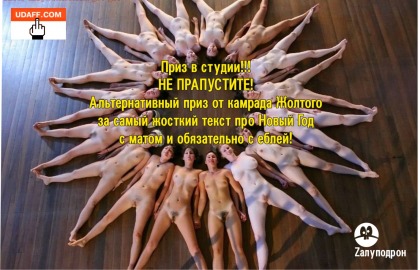 UDAFF.COM
Приз в студии!!!
НЕ ПРАПУСТИТЕ!
Альтернативный приз от камрада Жолтого
за самый жосткий текст про Новый Год
с матом и обязательно с еблей!
Zалуподрон